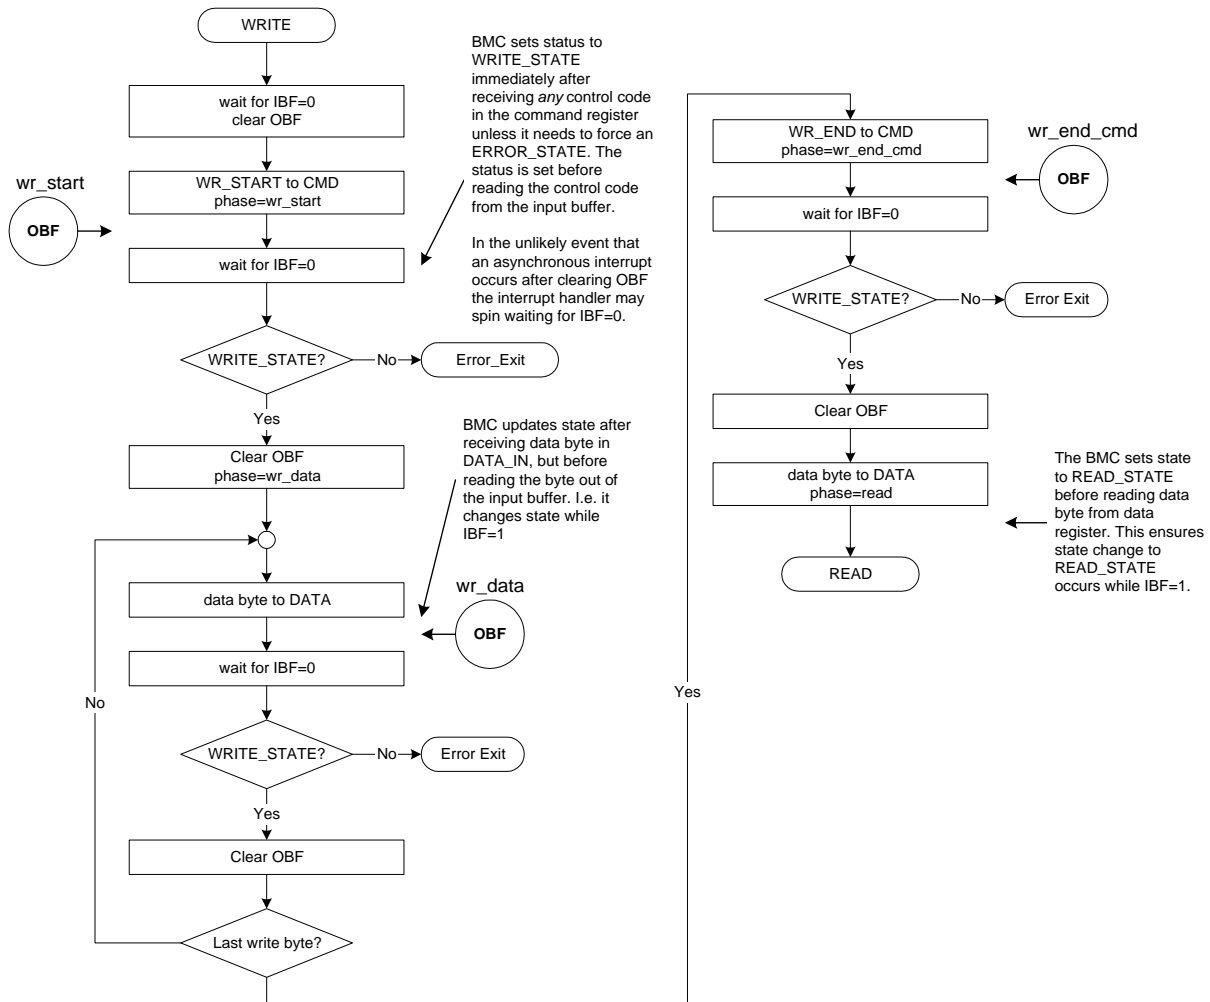 WRITE
wait for IBF=0
clear OBF
WR_START to CMD
phase=wr_start
wr_start
OBF
wait for IBF=0
BMC sets status to
WRITE_STATE
immediately after
receiving any control code
in the command register
unless it needs to force an
ERROR_STATE. The
status is set before
reading the control code
from the input buffer.
In the unlikely event that
an asynchronous interrupt
occurs after clearing OBF
the interrupt handler may
spin waiting for IBF=0.
WRITE_STATE?
No
Error_Exit
Yes
Clear OBF
phase=wr_data
BMC updates state after
receiving data byte in
DATA_IN, but before
reading the byte out of
the input buffer. I.e. it
changes state while
IBF=1
data byte to DATA
wr_data
OBF
wait for IBF=0
No
WRITE_STATE?
No
Error Exit
Yes
Clear OBF
Last write byte?
Yes
WR_END to CMD
phase=wr_end_cmd
wr_end_cmd
OBF
wait for IBF=0
WRITE_STATE?
No
Error Exit
Yes
Clear OBF
data byte to DATA
phase=read
The BMC sets state
to READ_STATE
before reading data
byte from data
register. This ensures
state change to
READ_STATE
occurs while IBF=1.
READ